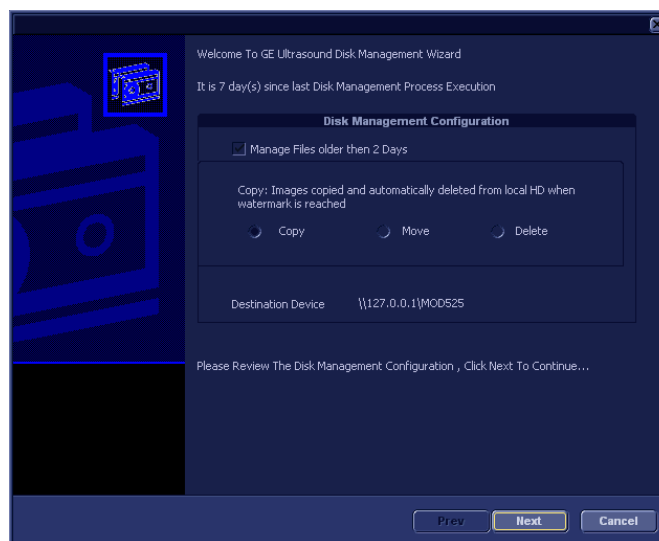 Welcome To GE Ultrasound Disk Management Wizard
It is 7 day(s) since last Disk Management Process Execution
Disk Management Configuration
Manage Files older then 2 Days
Copy: Images copied and automatically deleted from local HD when
watermark is reached
Copy Move Delete
Destination Device \\127.0.0.1\MOD525
Please Review The Disk Management Configuration , Click Next To Continue...
Prev Next Cancel